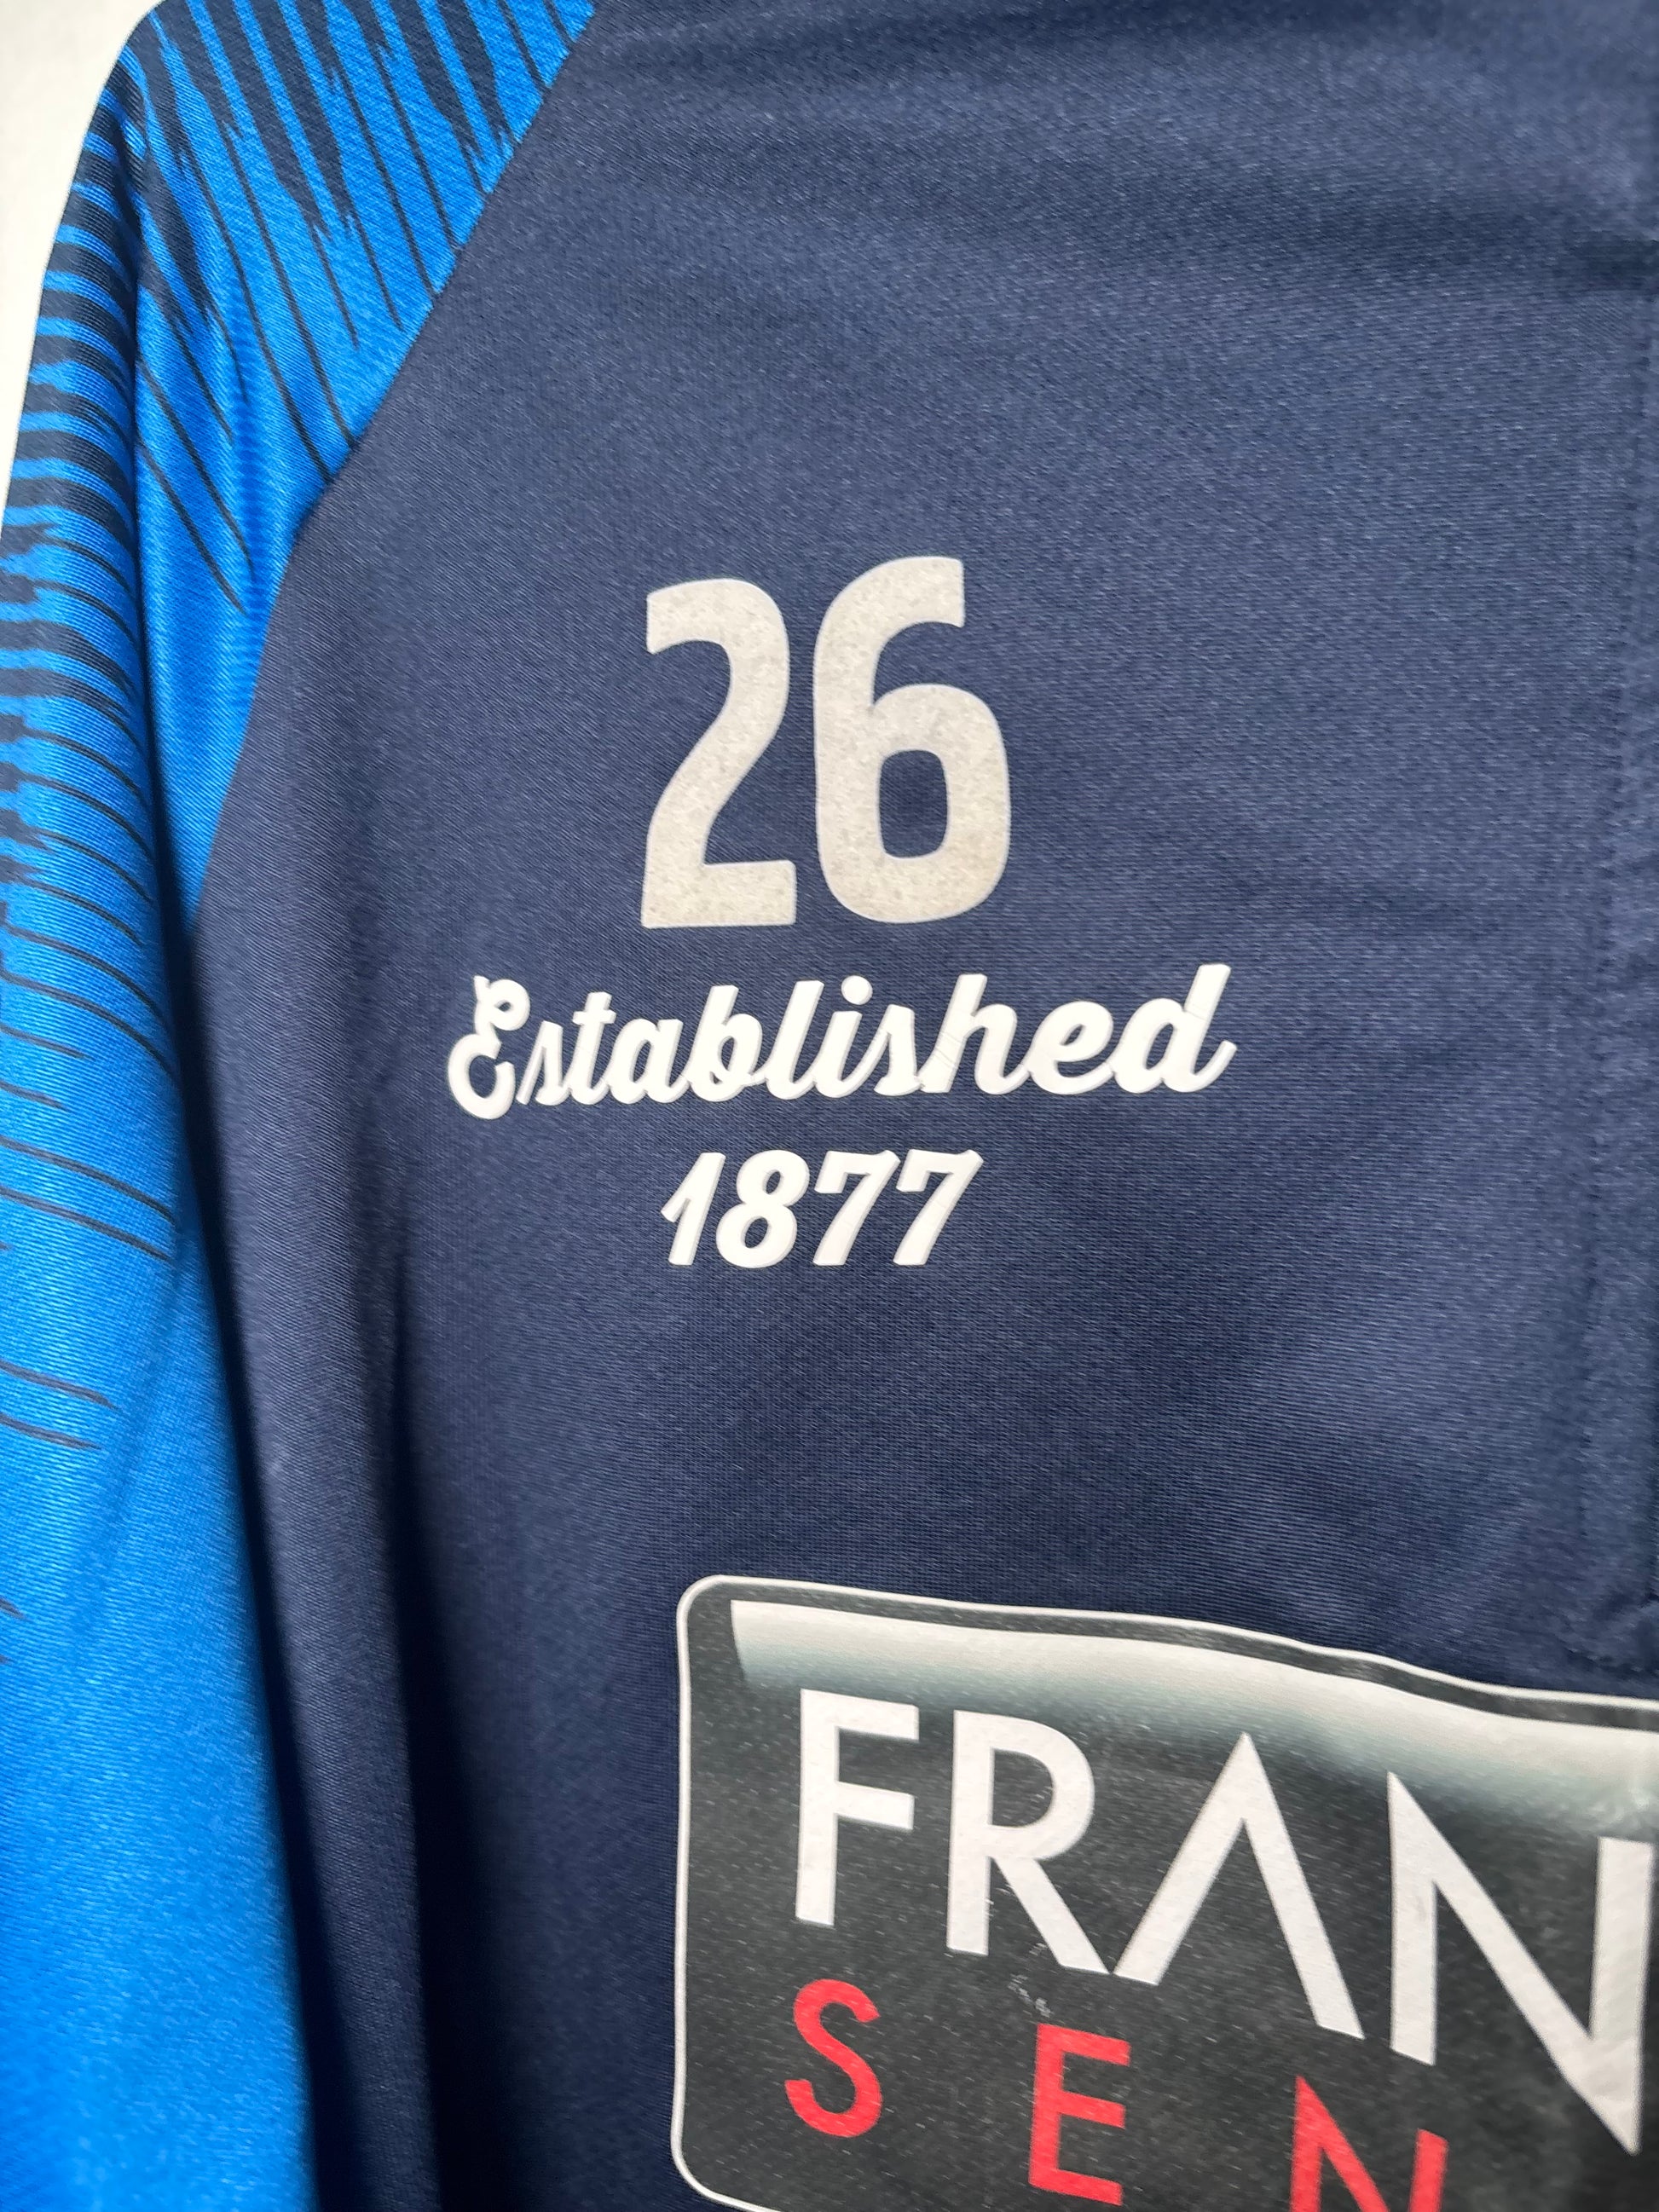 26
Established
1877
FRAN
SEN